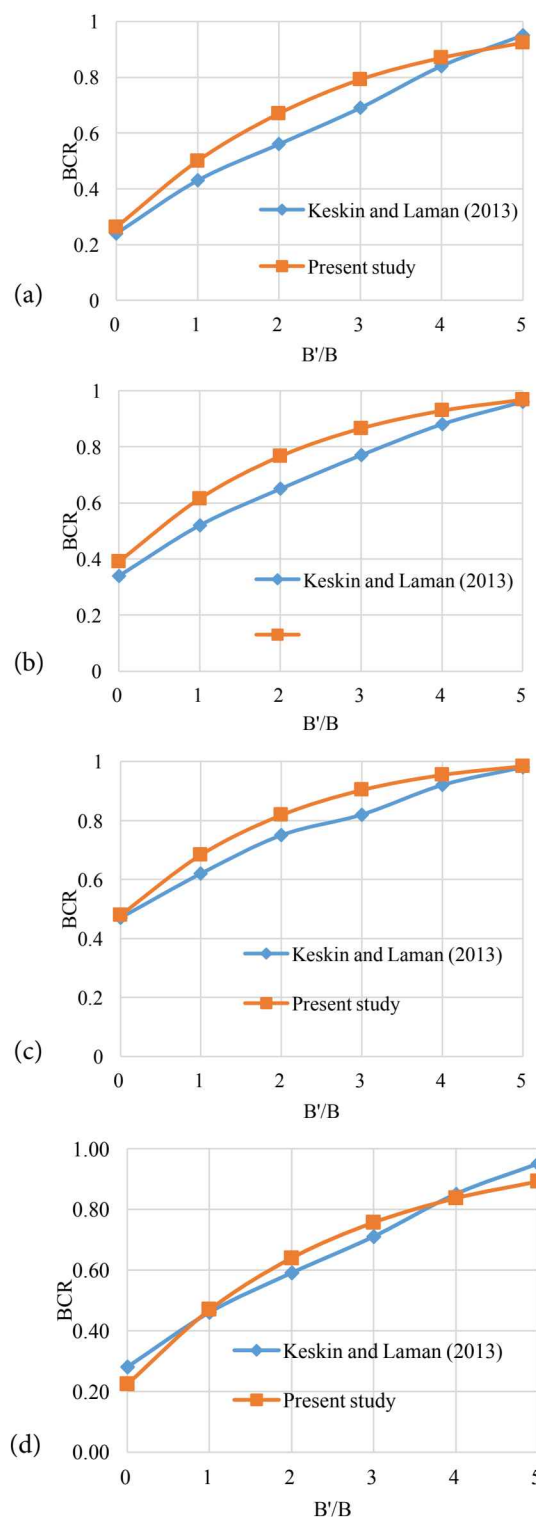 1
0.8
0.6
BCR
0.4
Keskin and Laman (2013)
0.2
Present study
(a)
0
0 1 2 3 4 5
B'/B
1
0.8
0.6
BCR
0.4
Keskin and Laman (2013)
0.2
(b)
0
0 1 2 3 4 5
B'/B
1
0.8
0.6
BCR
0.4
Keskin and Laman (2013)
0.2
Present study
(c)
0
0 1 2 3 4 5
B'/B
1.00
0.80
0.60
BCR
0.40
Keskin and Laman (2013)
0.20
Present study
(d)
0.00
0 1 2 3 4 5
B'/B